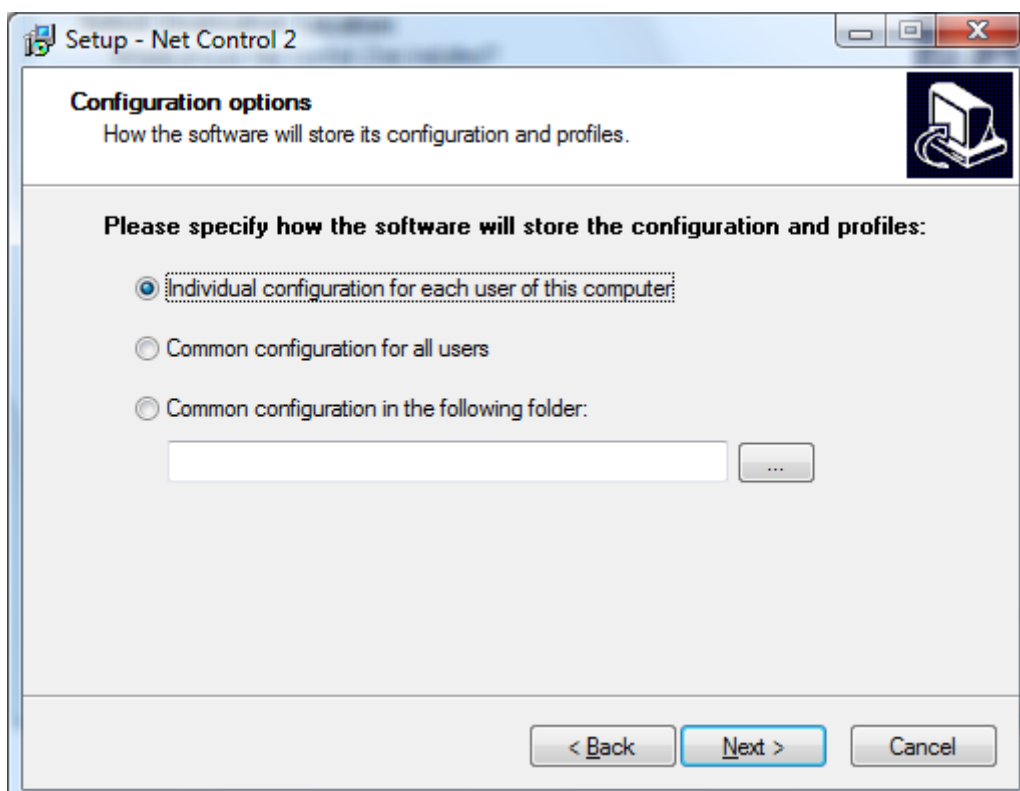 Setup - Net Control 2
Configuration options
How the software will store its configuration and profiles.
Please specify how the software will store the configuration and profiles:
Individual configuration for each user of this computer
Common configuration for all users
Common configuration in the following folder:
...
< Back
Next >
Cancel